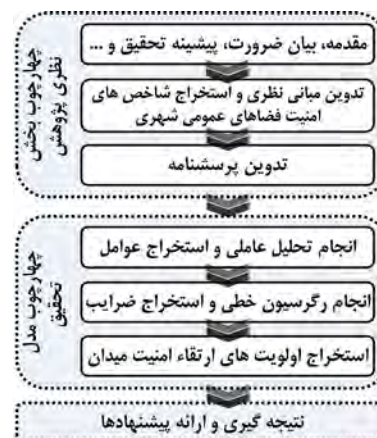 چهارچوب بخش
نظری پژوهش
مقدمه، بیان ضرورت، پیشینه تحقیق و ...
تدوین مبانی نظری و استخراج شاخص های
امنیت فضاهای عمومی شهری
تدوین پرسشنامه
چهارچوب مدل
تحقیق
انجام تحلیل عاملی و استخراج عوامل
انجام رگرسیون خطی و استخراج ضرایب
استخراج اولویت های ارتقاء امنیت میدان
نتیجه گیری و ارائه پیشنهادها